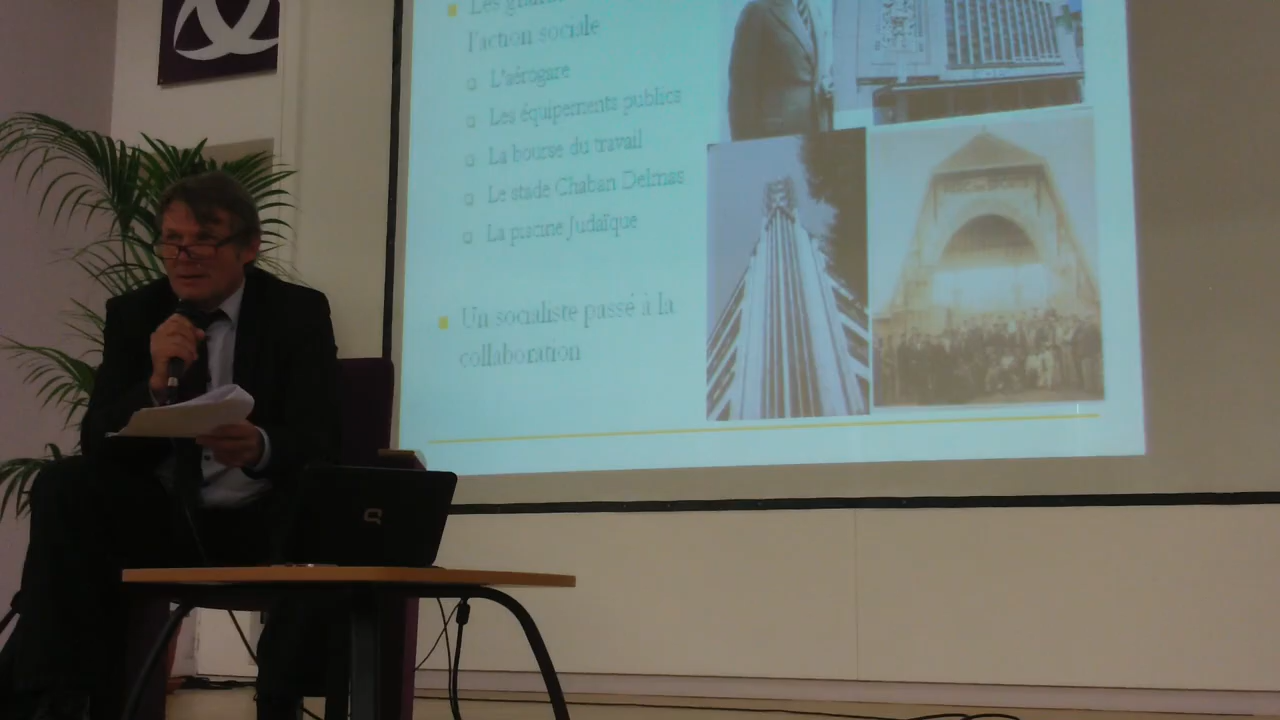 Les
l'action sociale
L'aérogare
Les équipements publics
La bourse du travail
Le stade Chaban Delmas
La piscine Judaïque
Un socialiste passé à la
collaboration